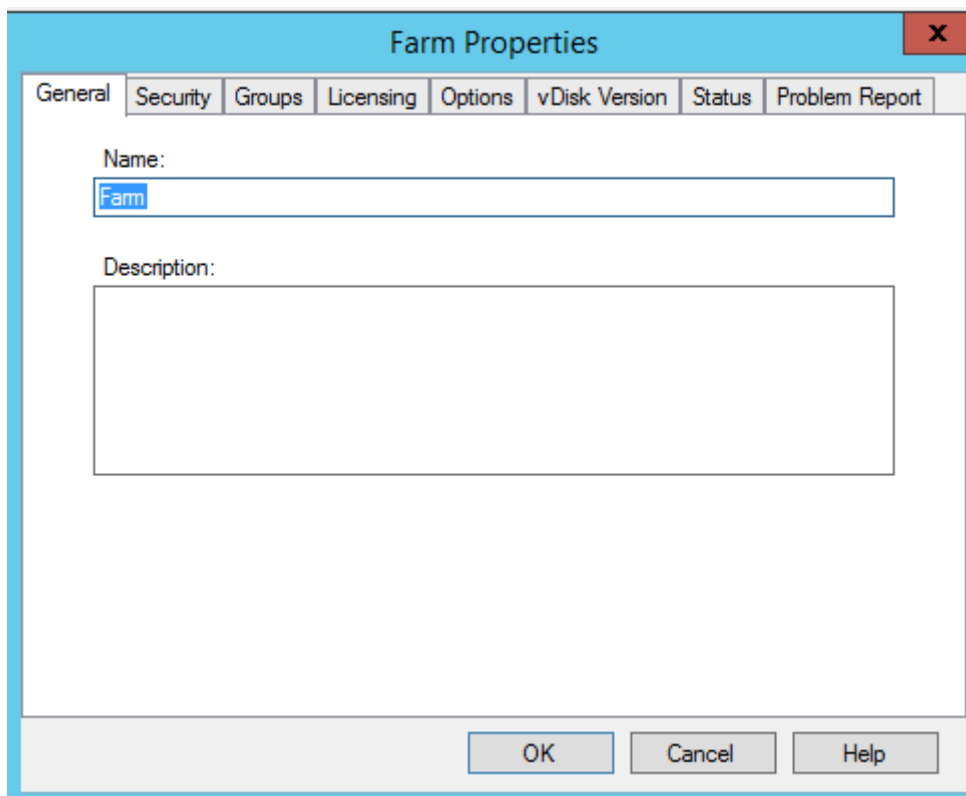 Farm Properties
x
General Security Groups Licensing Options vDisk Version Status Problem Report
Name:
Farm
Description:
OK Cancel Help